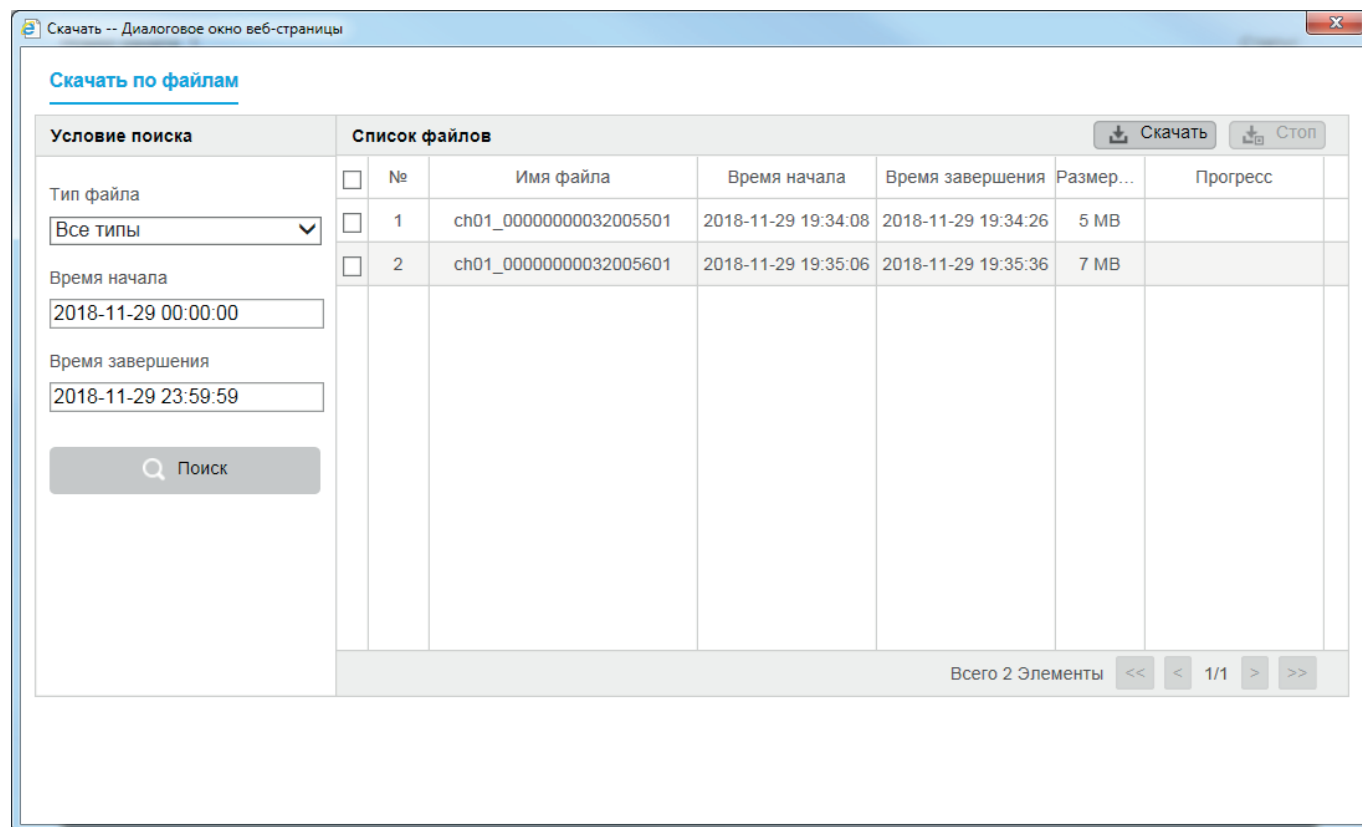 Скачать -- Диалоговое окно веб-страницы
Скачать по файлам
Условие поиска
Тип файла
Все типы
Время начала
2018-11-29 00:00:00
Время завершения
2018-11-29 23:59:59
Поиск
Список файлов Скачать Стоп
№ Имя файла Время начала Время завершения Размер... Прогресс
1 ch01_00000000032005501 2018-11-29 19:34:08 2018-11-29 19:34:26 5 MB
2 ch01_00000000032005601 2018-11-29 19:35:06 2018-11-29 19:35:36 7 MB
Всего 2 Элементы << < 1/1 > >>